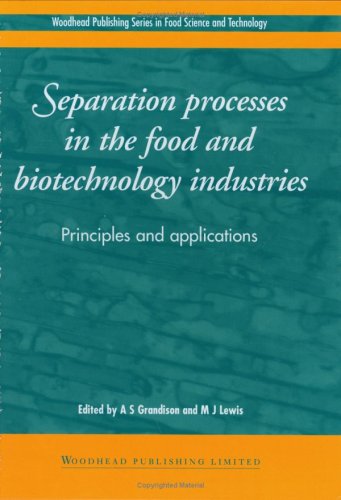 Woodhead Publishing Series in Food Science and Technology
Separation processes
in the food and
biotechnology industries
Principles and applications
Edited by A S Grandison and M J Lewis
WOODHEAD PUBLISHING LIMITED